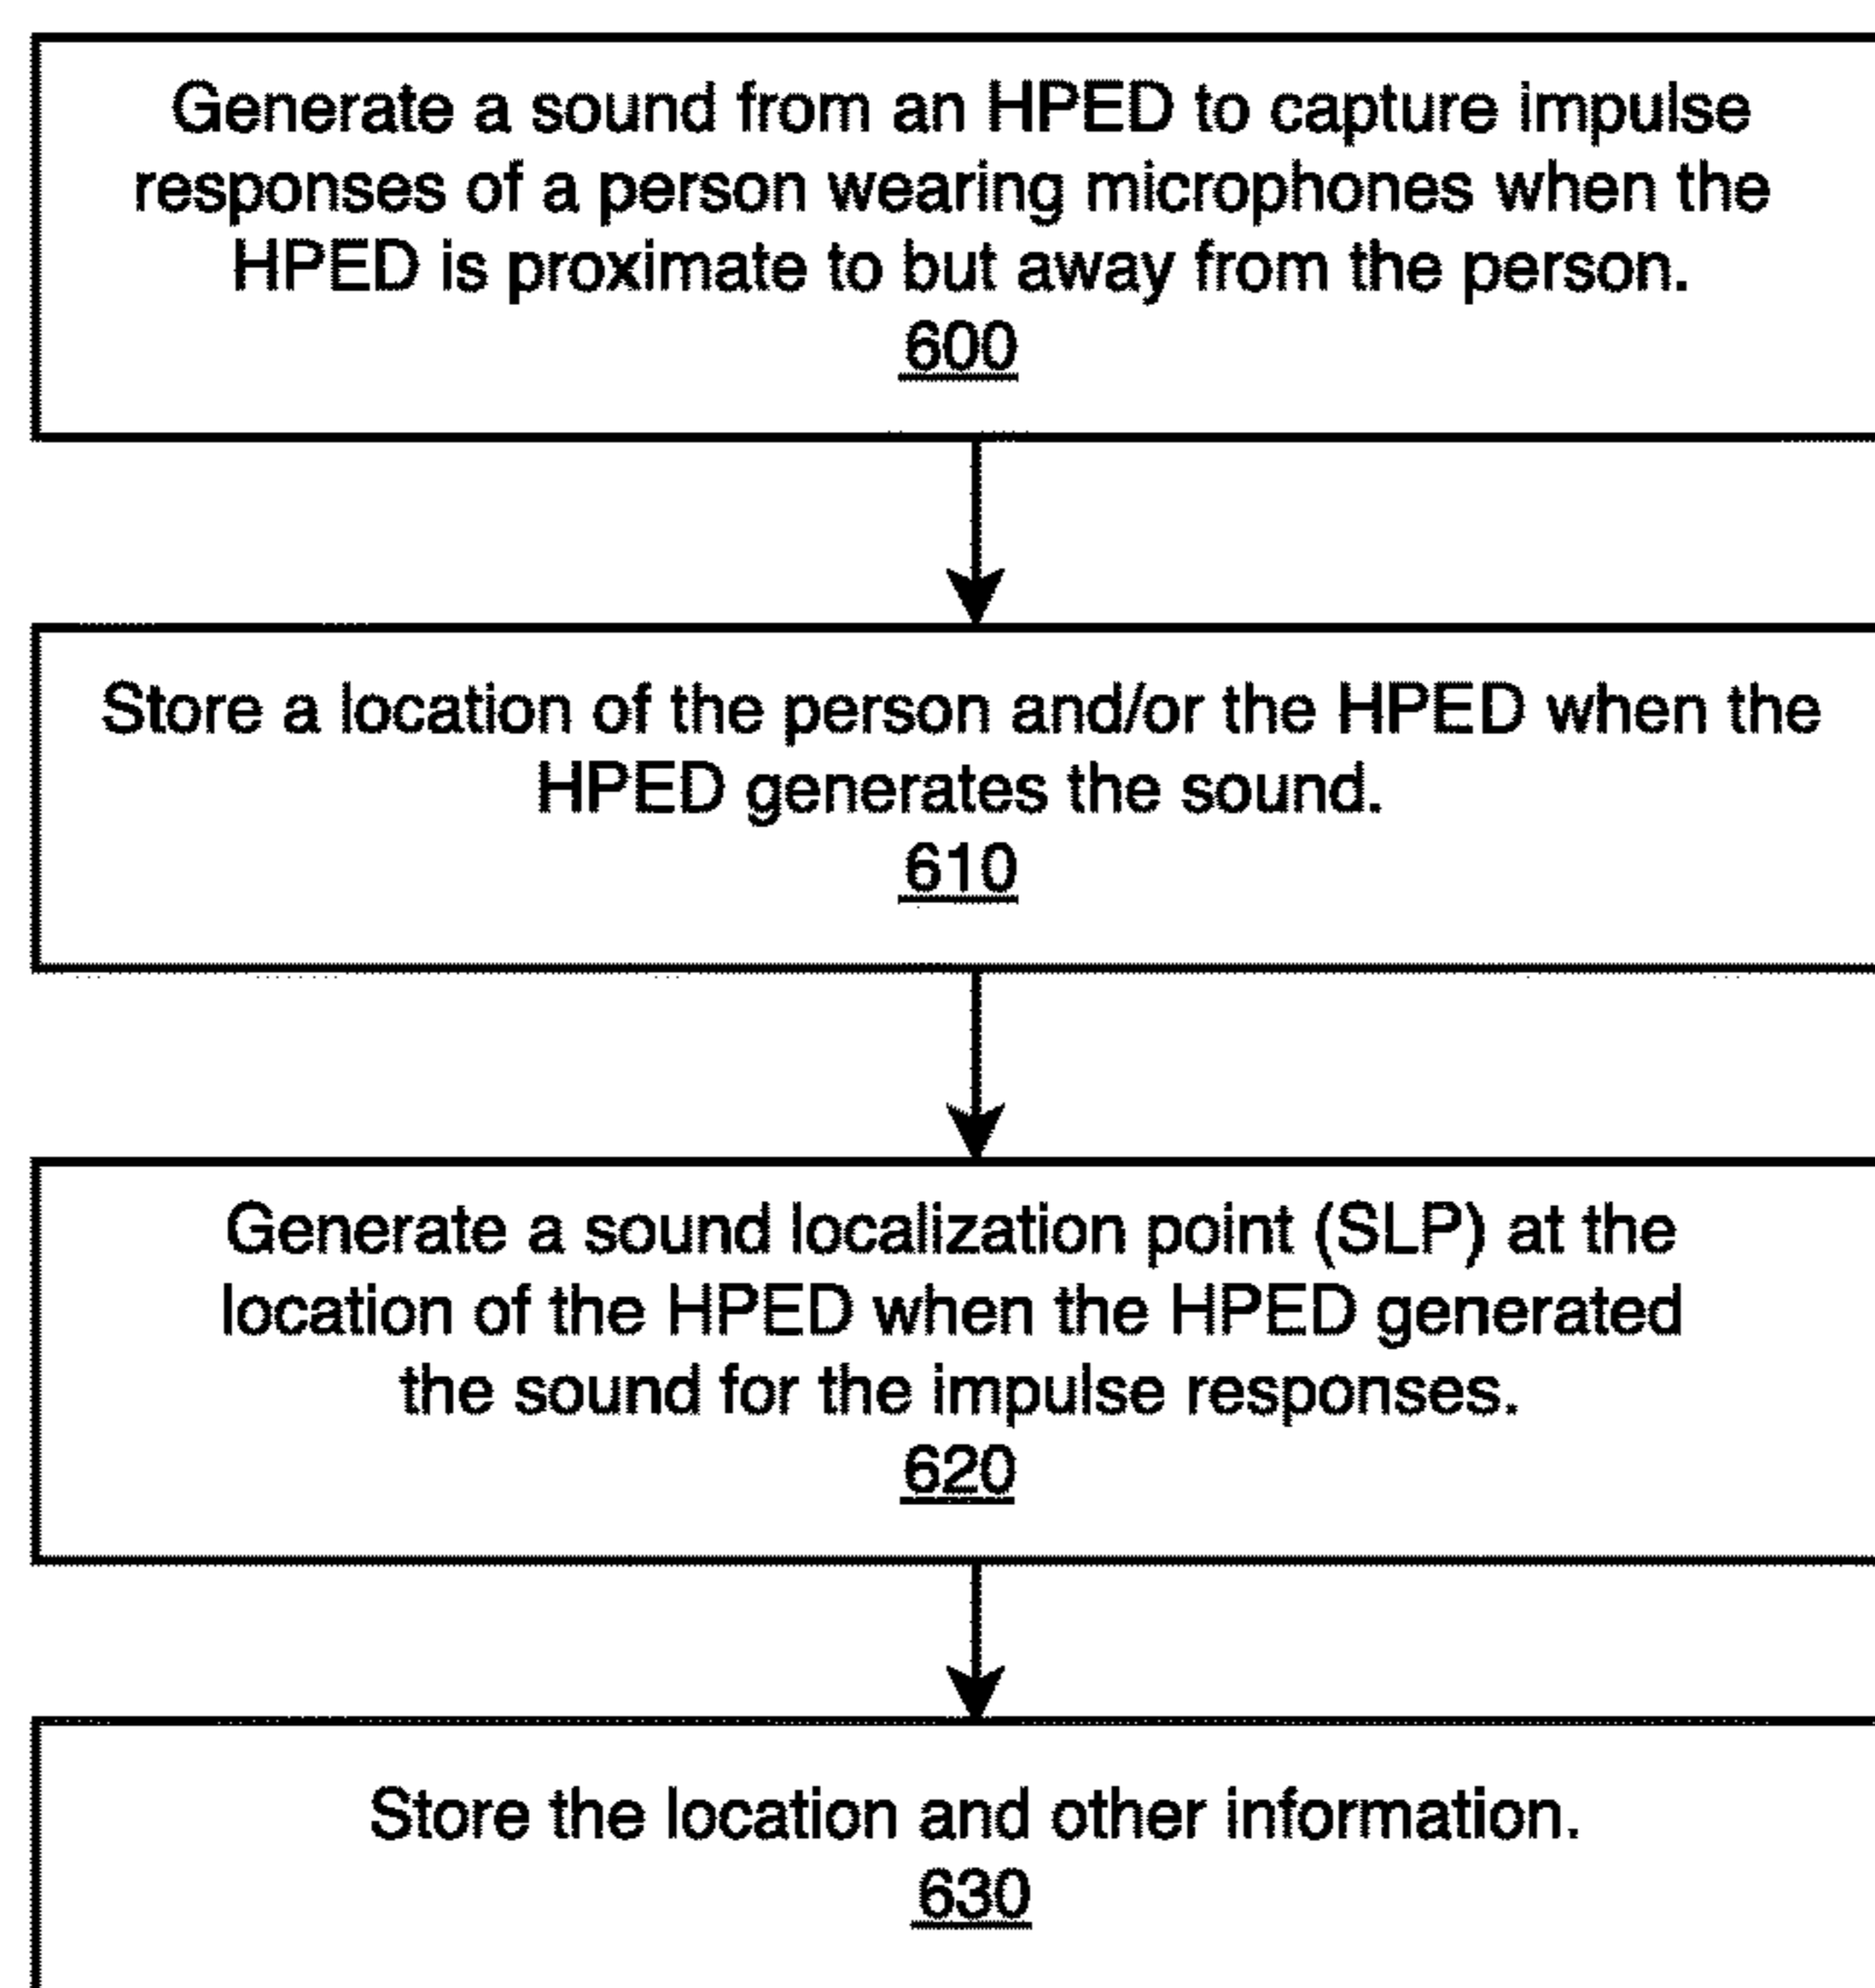 Generate a sound from an HPED to capture impulse
responses of a person wearing microphones when the
HPED is proximate to but away from the person.
600
Store a location of the person and/or the HPED when the
HPED generates the sound.
610
Generate a sound localization point (SLP) at the
location of the HPED when the HPED generated
the sound for the impulse responses.
620
Store the location and other information.
630